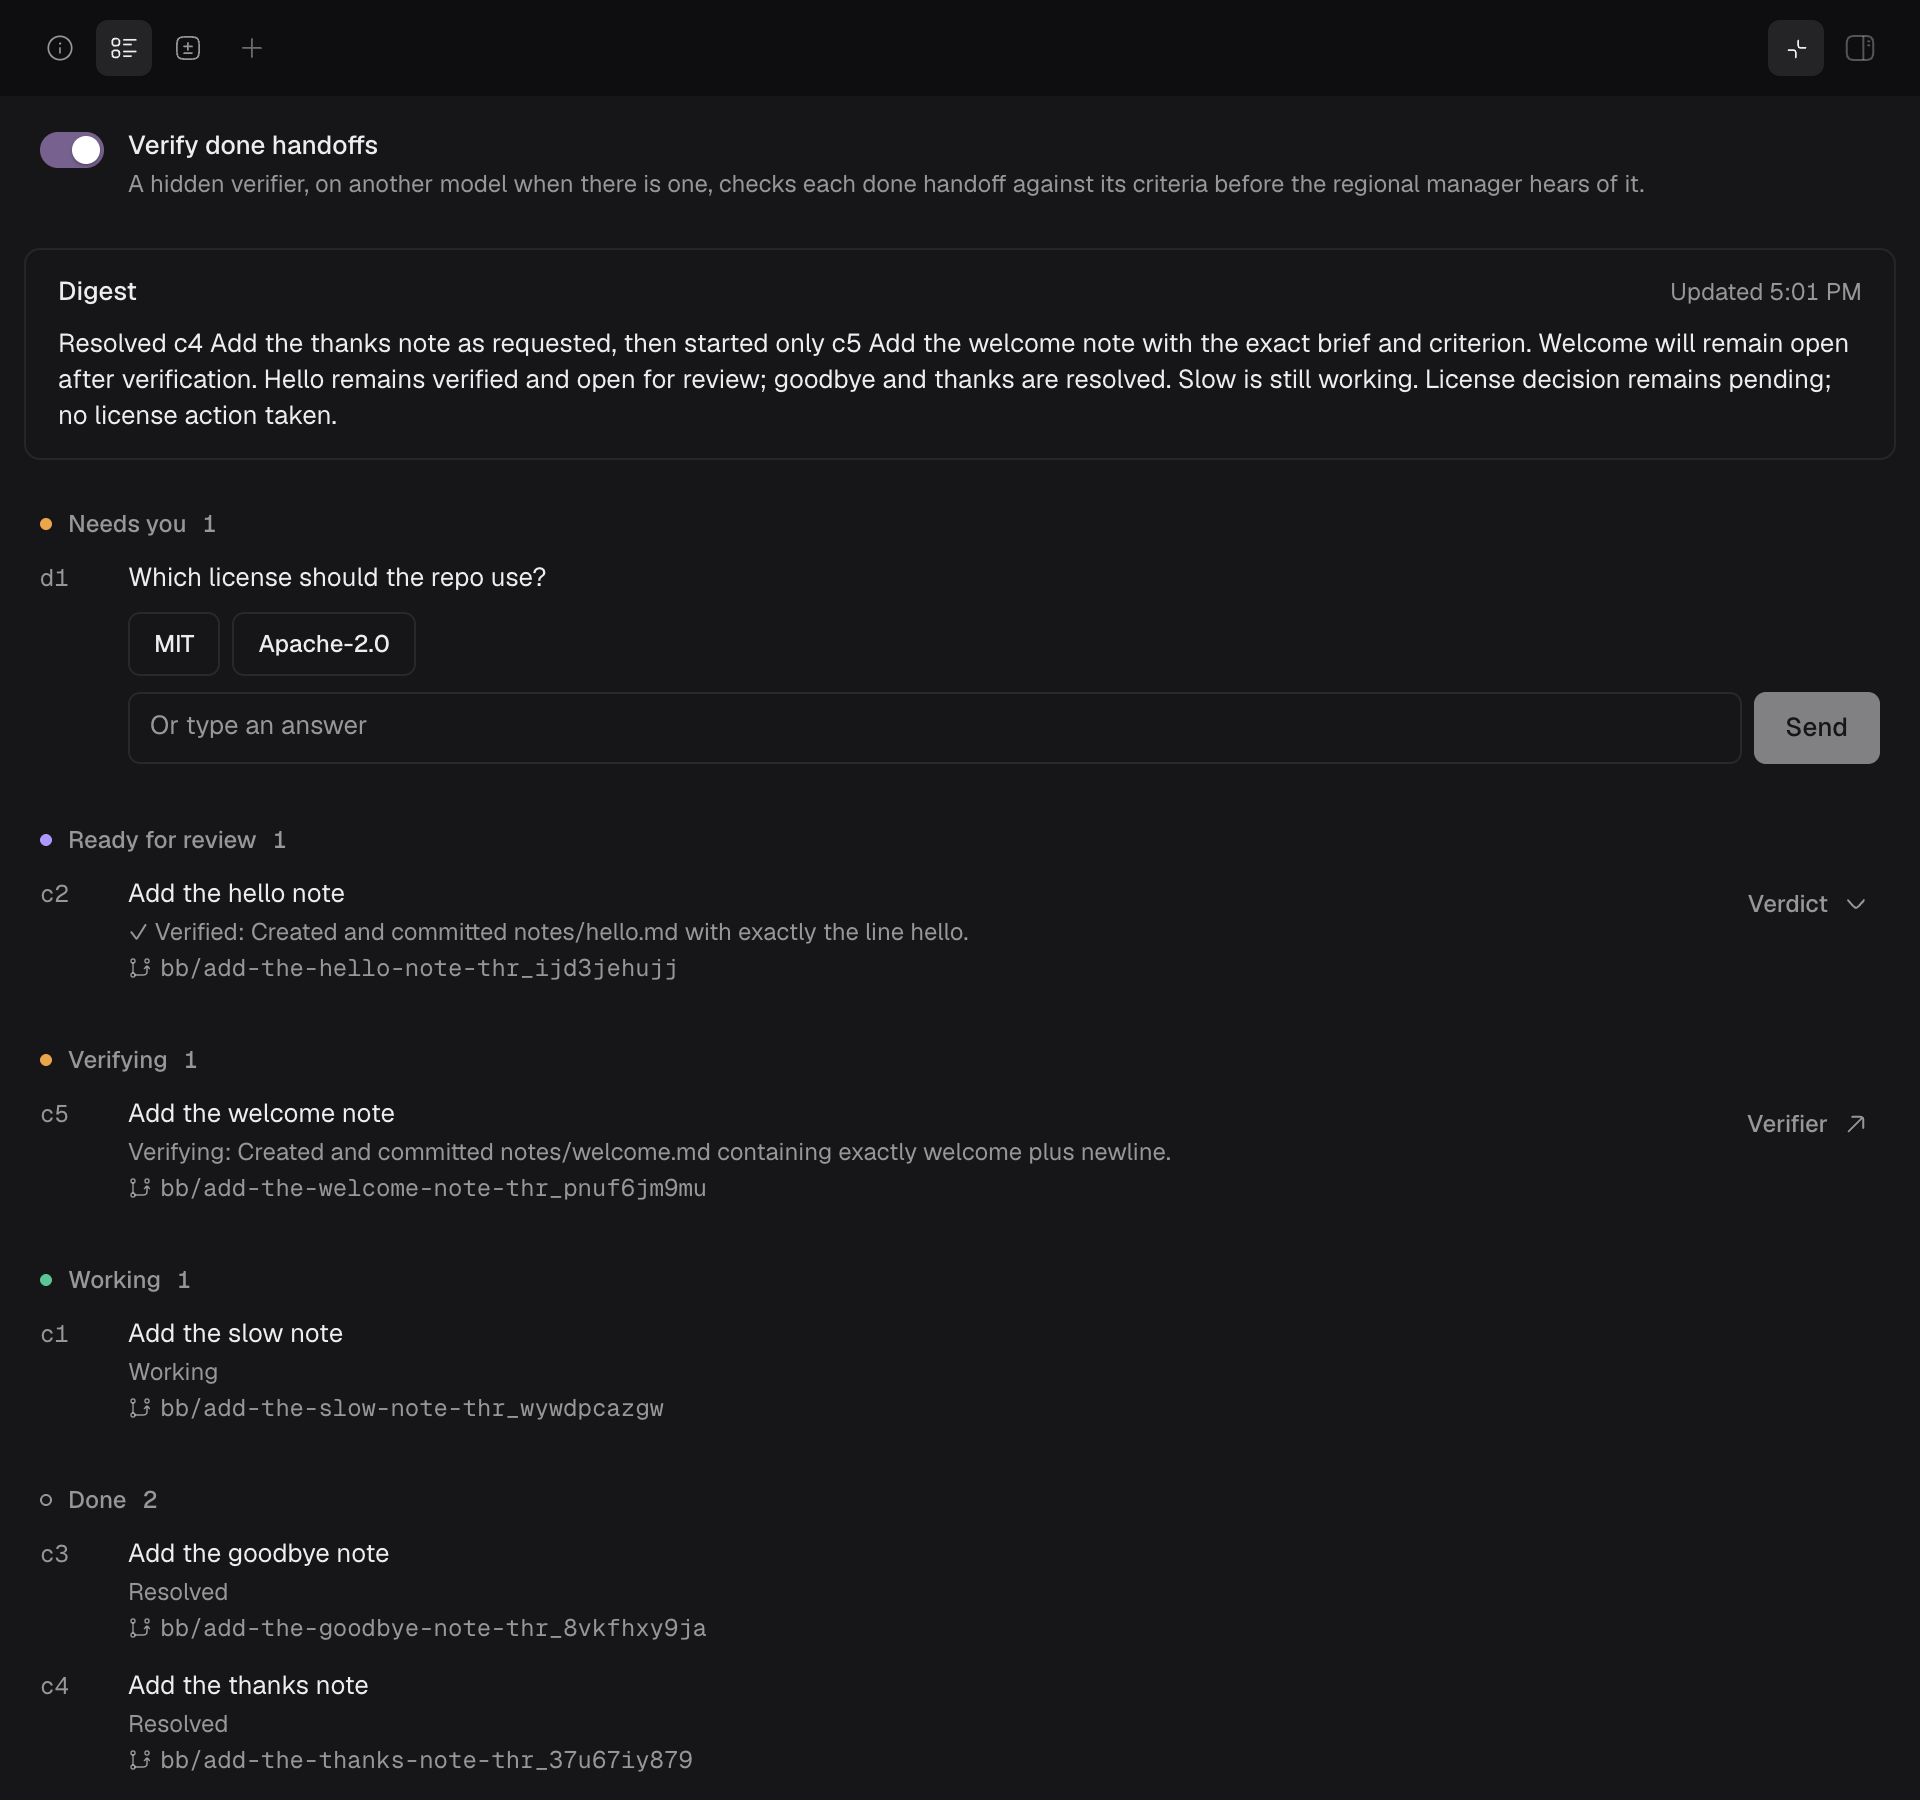 Verify done handoffs
A hidden verifier, on another model when there is one, checks each done handoff against its criteria before the regional manager hears of it.
Digest
Updated 5:01 PM
Resolved c4 Add the thanks note as requested, then started only c5 Add the welcome note with the exact brief and criterion. Welcome will remain open
after verification. Hello remains verified and open for review; goodbye and thanks are resolved. Slow is still working. License decision remains pending;
no license action taken.
Needs you 1
d1 Which license should the repo use?
MIT Apache-2.0
Or type an answer Send
Ready for review 1
c2 Add the hello note Verdict
✓ Verified: Created and committed notes/hello.md with exactly the line hello.
bb/add-the-hello-note-thr_ijd3jehujj
Verifying 1
c5 Add the welcome note Verifier
Verifying: Created and committed notes/welcome.md containing exactly welcome plus newline.
bb/add-the-welcome-note-thr_pnuf6jm9mu
Working 1
c1 Add the slow note
Working
bb/add-the-slow-note-thr_wywdpcazgw
Done 2
c3 Add the goodbye note
Resolved
bb/add-the-goodbye-note-thr_8vkfhxy9ja
c4 Add the thanks note
Resolved
bb/add-the-thanks-note-thr_37u67iy879